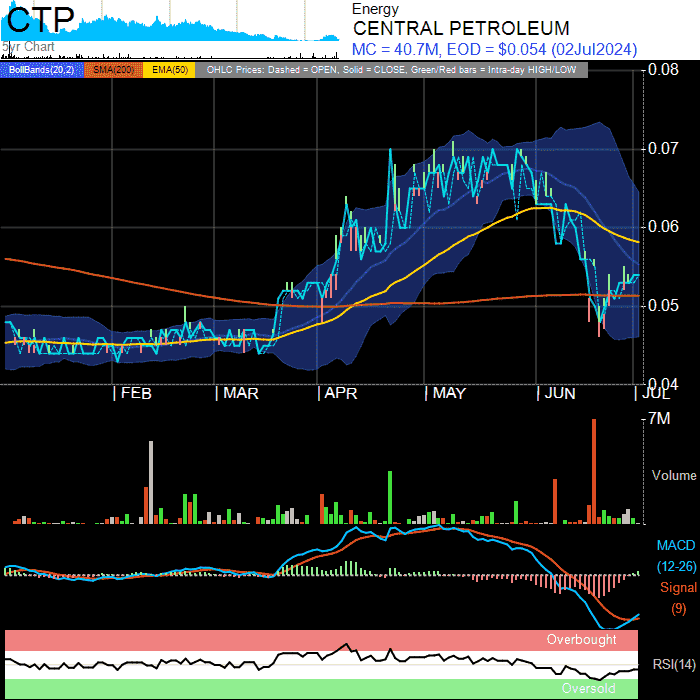 CTP
5yr Chart
Energy
CENTRAL PETROLEUM
MC = 40.7M, EOD = $0.054 (02Jul2024)
BollBands(20,2) SMA(200) EMA(50) OHLC Prices: Dashed = OPEN, Solid = CLOSE, Green/Red bars = Intra-day HIGH/LOW
0.08
0.07
0.06
0.05
0.04
FEB MAR APR MAY JUN JUL
7M
Volume
MACD
(12-26)
Signal
(9)
Overbought
RSI(14)
Oversold